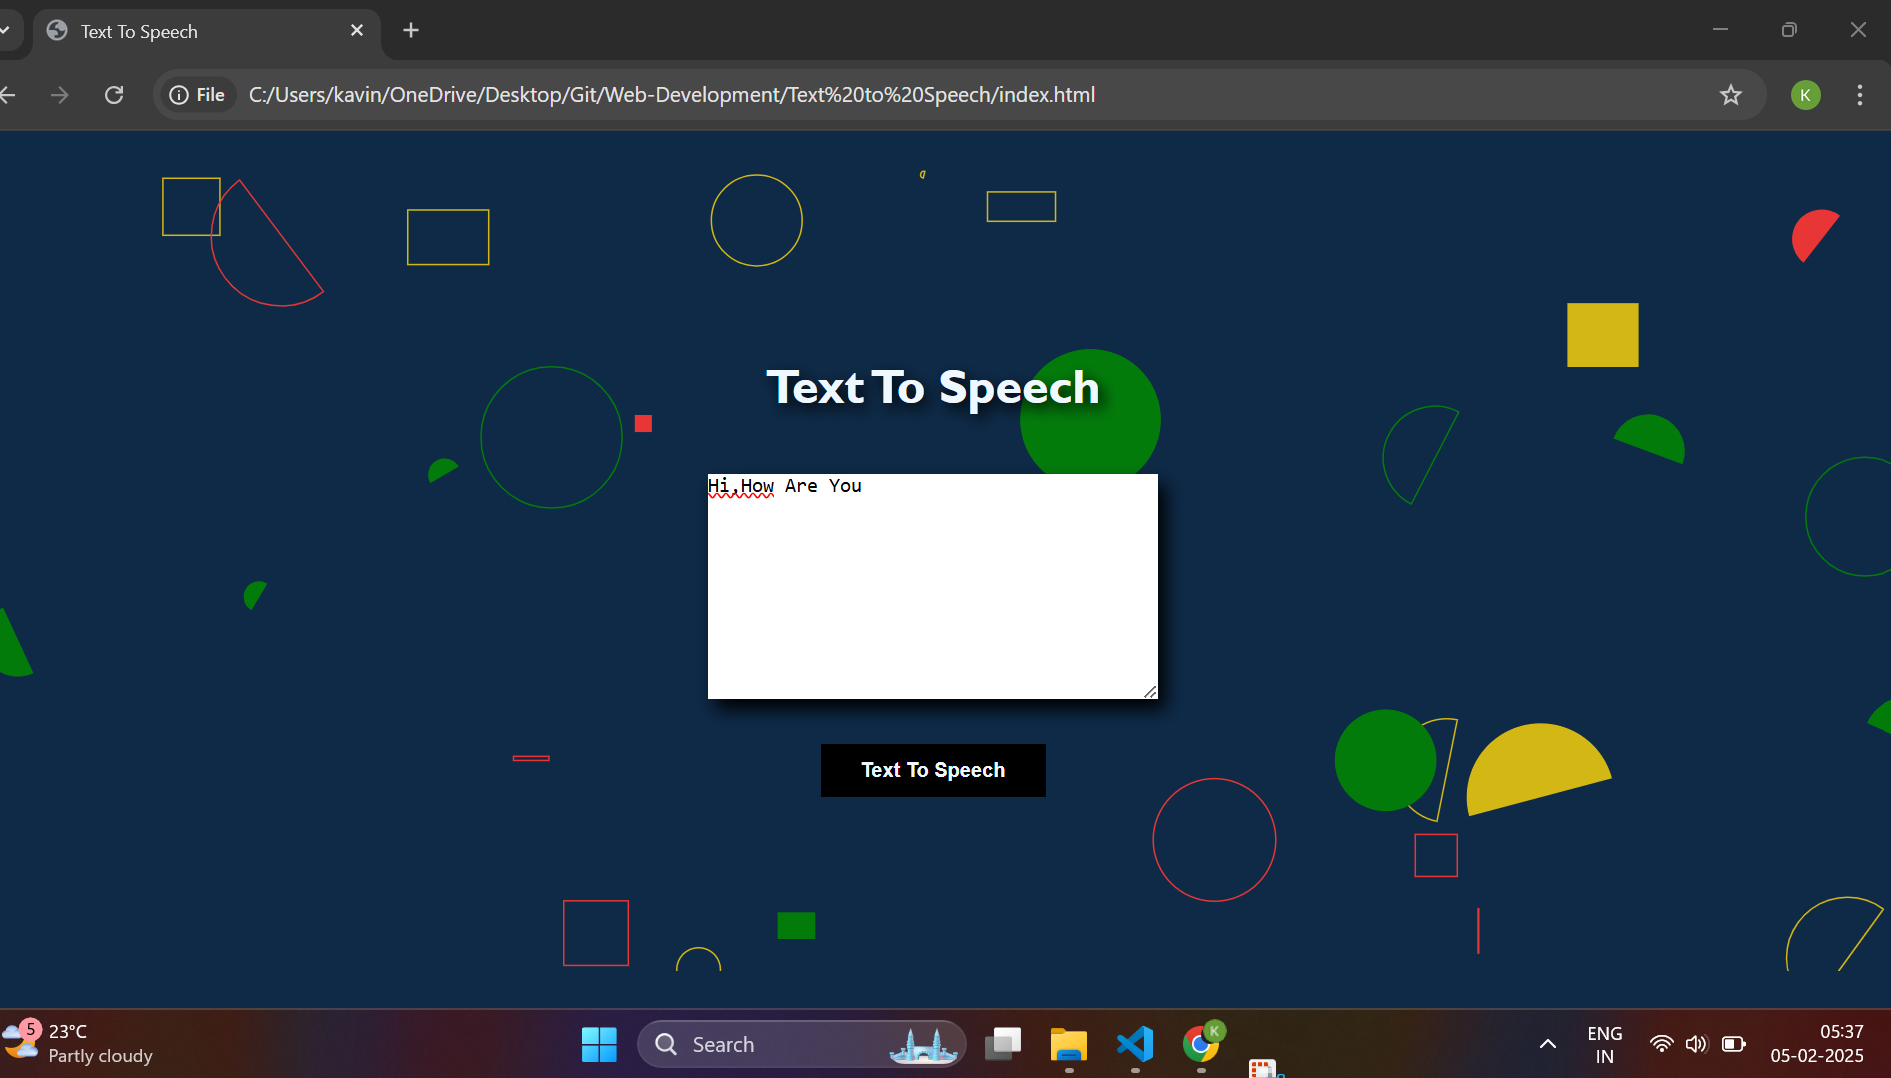 Text To Speech
File
C:/Users/kavin/OneDrive/Desktop/Git/Web-Development/Text%20to%20Speech/index.html
K
Text To Speech
Hi,How Are You
Text To Speech
5
23°C
Partly cloudy
Search
K
ENG
IN
05:37
05-02-2025